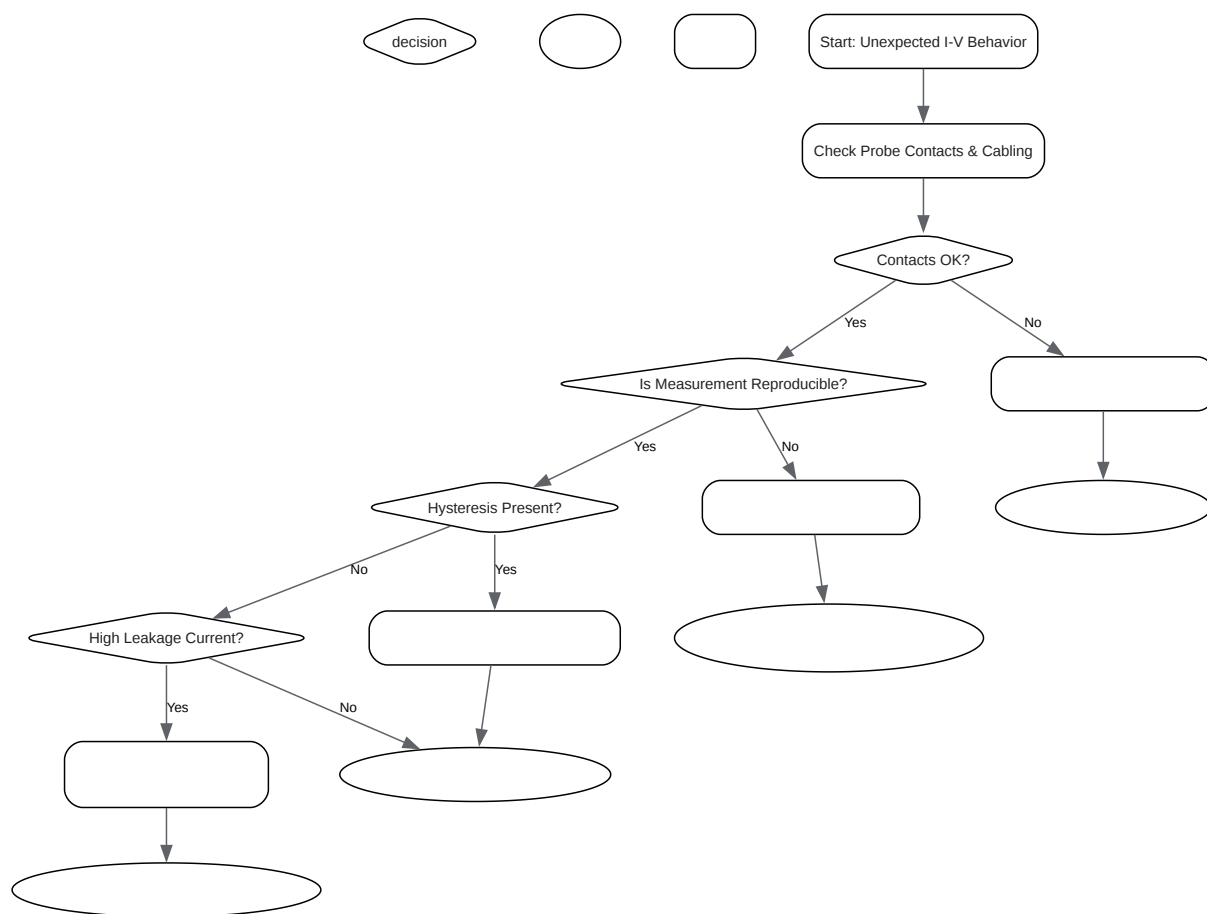 decision
Start: Unexpected I-V Behavior
Check Probe Contacts & Cabling
Contacts OK?
Yes
No
Is Measurement Reproducible?
Yes
No
Hysteresis Present?
No
Yes
High Leakage Current?
Yes
No